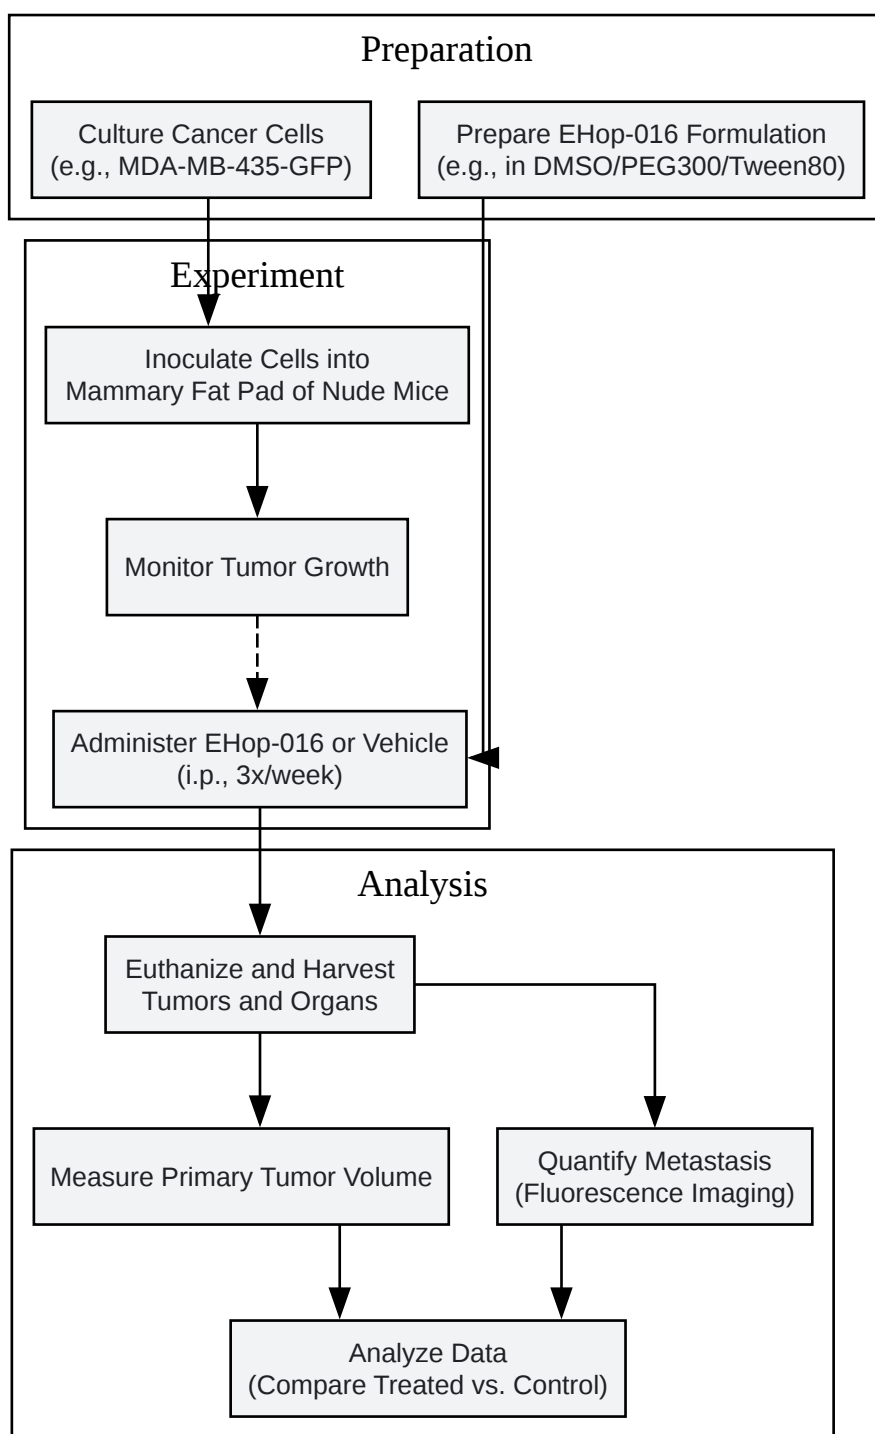 Preparation
Culture Cancer Cells
(e.g., MDA-MB-435-GFP)
Prepare EHop-016 Formulation
(e.g., in DMSO/PEG300/Tween80)
Experiment
Inoculate Cells into
Mammary Fat Pad of Nude Mice
Monitor Tumor Growth
Administer EHop-016 or Vehicle
(i.p., 3x/week)
Analysis
Euthanize and Harvest
Tumors and Organs
Measure Primary Tumor Volume
Quantify Metastasis
(Fluorescence Imaging)
Analyze Data
(Compare Treated vs. Control)